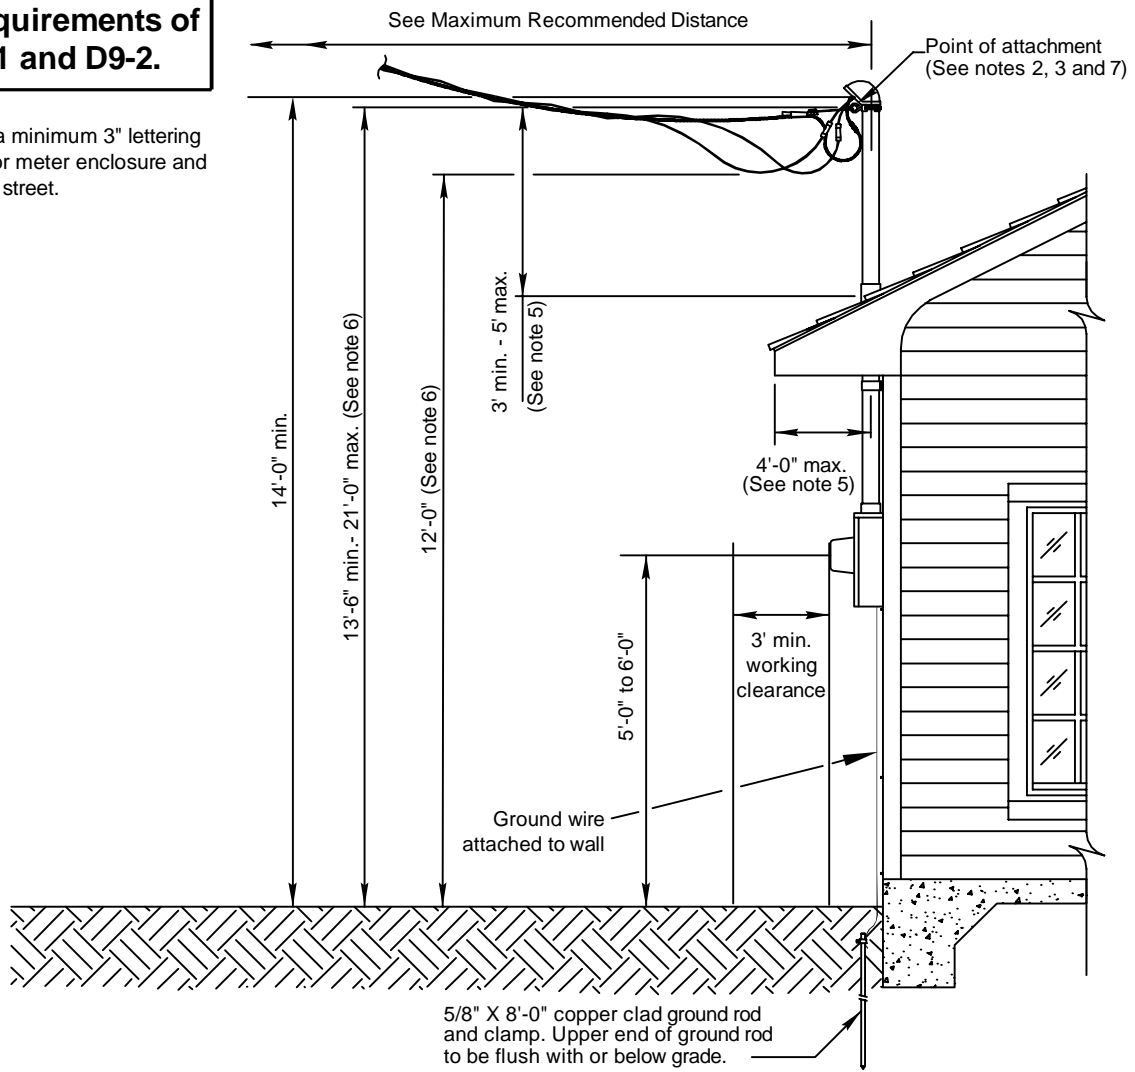 quirements of
1 and D9-2.
a minimum 3" lettering
or meter enclosure and
street.
See Maximum Recommended Distance
Point of attachment
(See notes 2, 3 and 7)
14'-0" min.
13'-6" min.- 21'-0" max. (See note 6)
12'-0" (See note 6)
3' min. - 5' max.
(See note 5)
4'-0" max.
(See note 5)
5'-0" to 6'-0"
3' min.
working
clearance
Ground wire
attached to wall
5/8" X 8'-0" copper clad ground rod
and clamp. Upper end of ground rod
to be flush with or below grade.